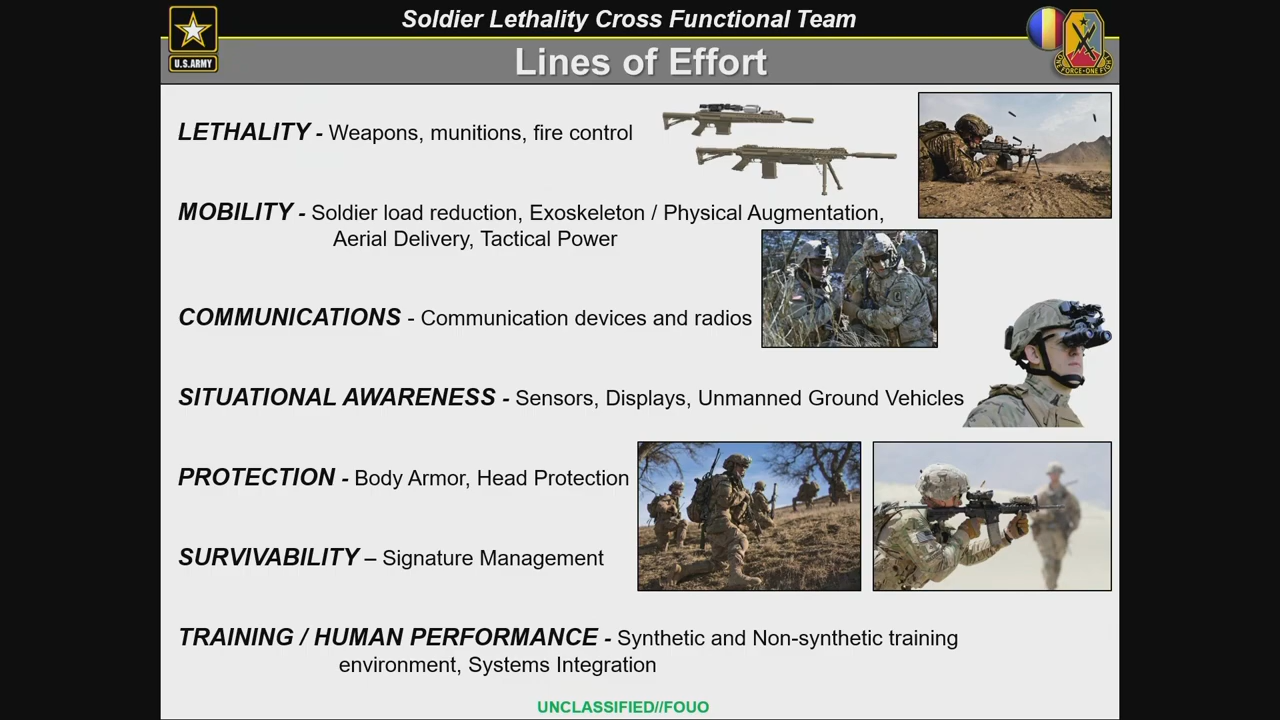 Soldier Lethality Cross Functional Team
Lines of Effort
U.S.ARMY
LETHALITY - Weapons, munitions, fire control
MOBILITY - Soldier load reduction, Exoskeleton / Physical Augmentation,
Aerial Delivery, Tactical Power
COMMUNICATIONS - Communication devices and radios
SITUATIONAL AWARENESS - Sensors, Displays, Unmanned Ground Vehicles
PROTECTION - Body Armor, Head Protection
SURVIVABILITY – Signature Management
TRAINING / HUMAN PERFORMANCE - Synthetic and Non-synthetic training
environment, Systems Integration
UNCLASSIFIED//FOUO